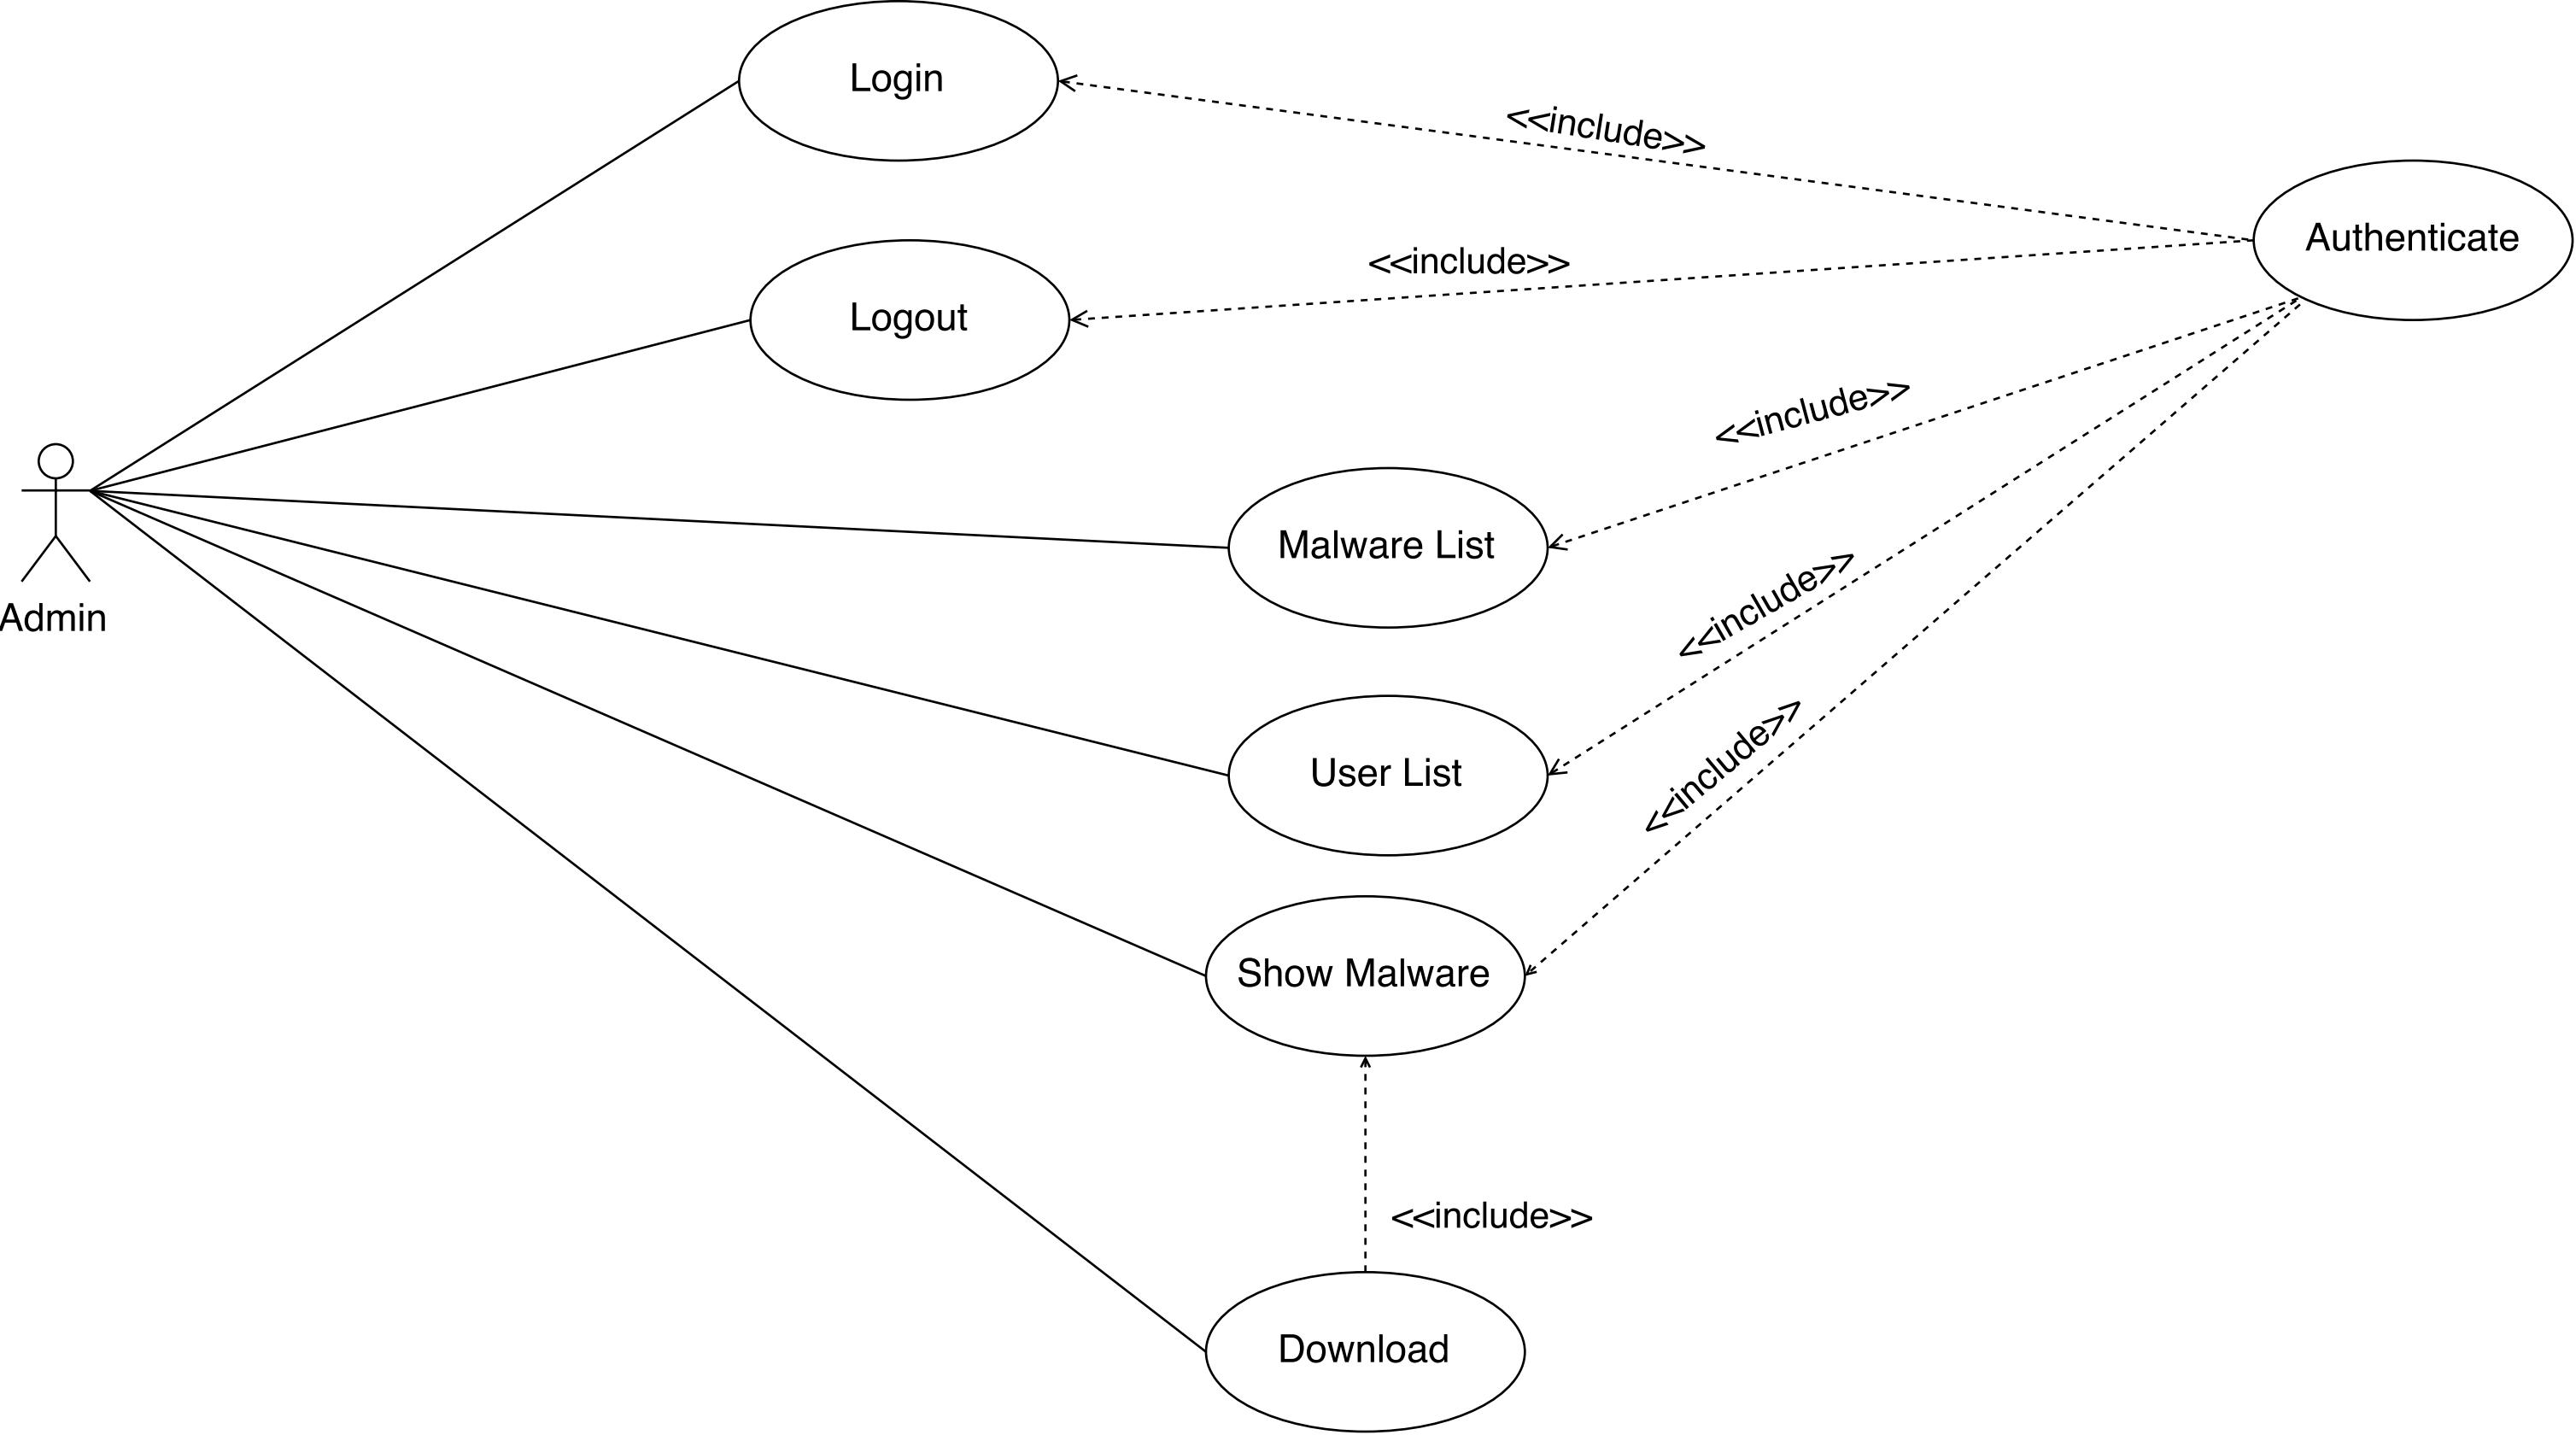 Login
<<include>>
Authenticate
<<include>>
Logout
<<include>>
Malware List
Admin
<<include>>
User List
<<include>>
Show Malware
<<include>>
Download